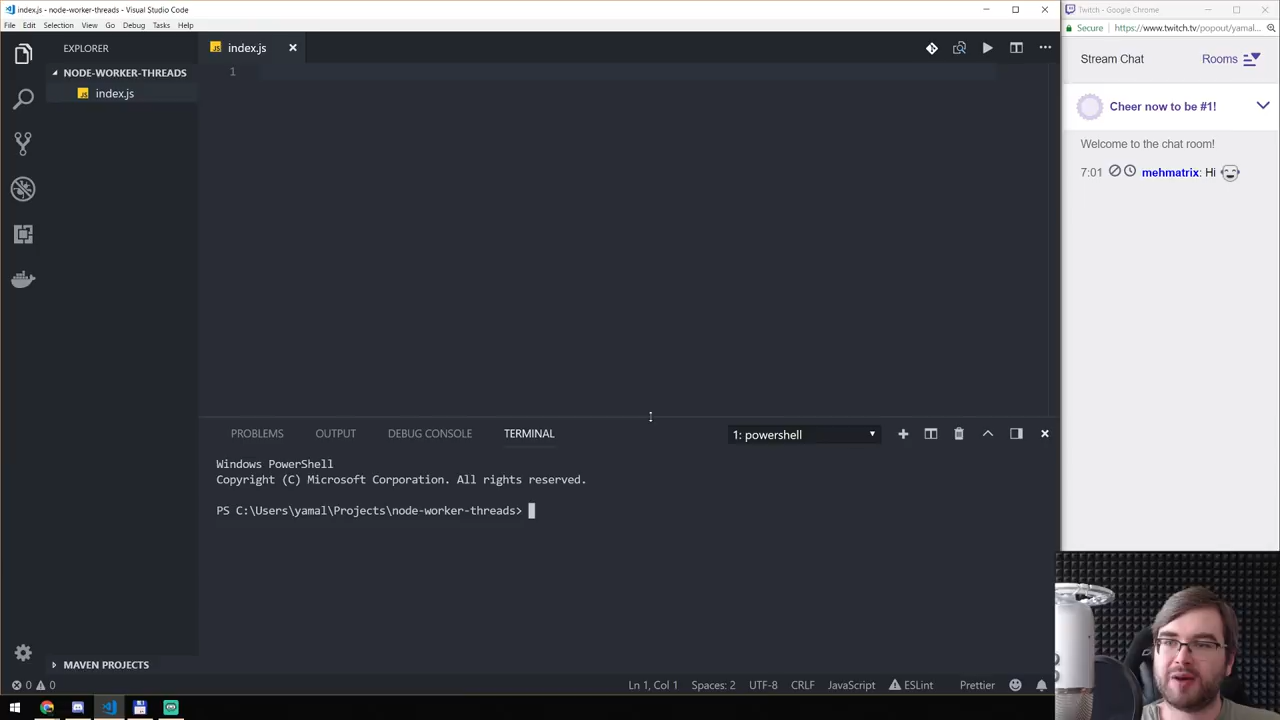 index.js - node-worker-threads - Visual Studio Code
File Edit Selection View Go Debug Tasks Help
EXPLORER
NODE-WORKER-THREADS
JS index.js
JS index.js
1
PROBLEMS OUTPUT DEBUG CONSOLE TERMINAL
1: powershell
Windows PowerShell
Copyright (C) Microsoft Corporation. All rights reserved.
PS C:\Users\yamal\Projects\node-worker-threads>
MAVEN PROJECTS
0 0
Ln 1, Col 1 Spaces: 2 UTF-8 CRLF JavaScript ESLint Prettier
Twitch - Google Chrome
Secure https://www.twitch.tv/popout/yamal...
Stream Chat Rooms
Cheer now to be #1!
Welcome to the chat room!
7:01 mehmatrix: Hi